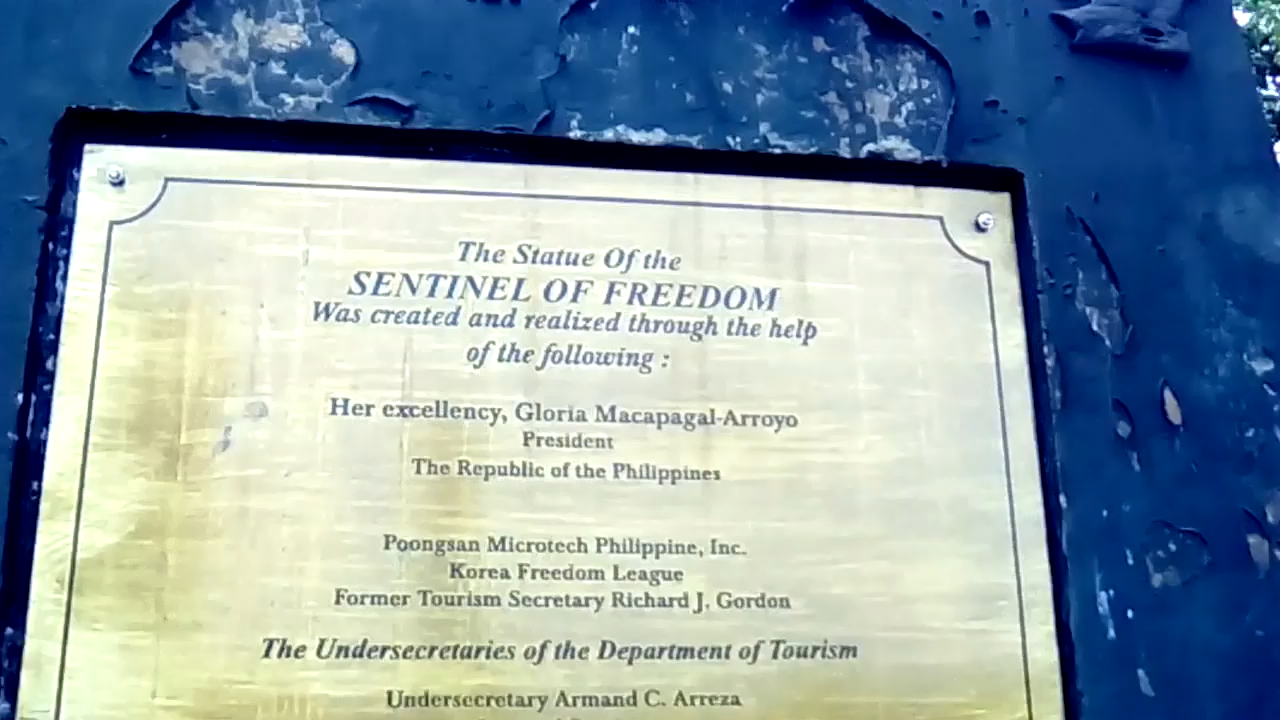 The Statue Of the
SENTINEL OF FREEDOM
Was created and realized through the help
of the following :
Her excellency, Gloria Macapagal-Arroyo
President
The Republic of the Philippines
Poongsan Microtech Philippine, Inc.
Korea Freedom League
Former Tourism Secretary Richard J. Gordon
The Undersecretaries of the Department of Tourism
Undersecretary Armand C. Arreza